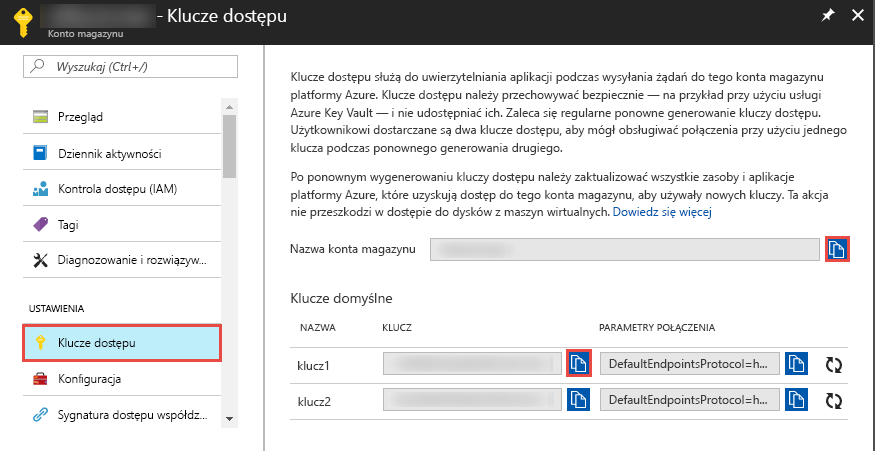 - Klucze dostępu
Konto magazynu
Wyszukaj (Ctrl+/)
Przegląd
Dziennik aktywności
Kontrola dostępu (IAM)
Tagi
Diagnozowanie i rozwiązyw...
USTAWIENIA
Klucze dostępu
Konfiguracja
Sygnatura dostępu współdz...
Klucze dostępu służą do uwierzytelniania aplikacji podczas wysyłania żądań do tego konta magazynu
platformy Azure. Klucze dostępu należy przechowywać bezpiecznie — na przykład przy użyciu usługi
Azure Key Vault — i nie udostępniać ich. Zaleca się regularne ponowne generowanie kluczy dostępu.
Użytkownikowi dostarczane są dwa klucze dostępu, aby mógł obsługiwać połączenia przy użyciu jednego
klucza podczas ponownego generowania drugiego.
Po ponownym wygenerowaniu kluczy dostępu należy zaktualizować wszystkie zasoby i aplikacje
platformy Azure, które uzyskują dostęp do tego konta magazynu, aby używały nowych kluczy. Ta akcja
nie przeszkodzi w dostępie do dysków z maszyn wirtualnych. Dowiedz się więcej
Nazwa konta magazynu
Klucze domyślne
NAZWA KLUCZ PARAMETRY POŁĄCZENIA
klucz1 DefaultEndpointsProtocol=h...
klucz2 DefaultEndpointsProtocol=h...